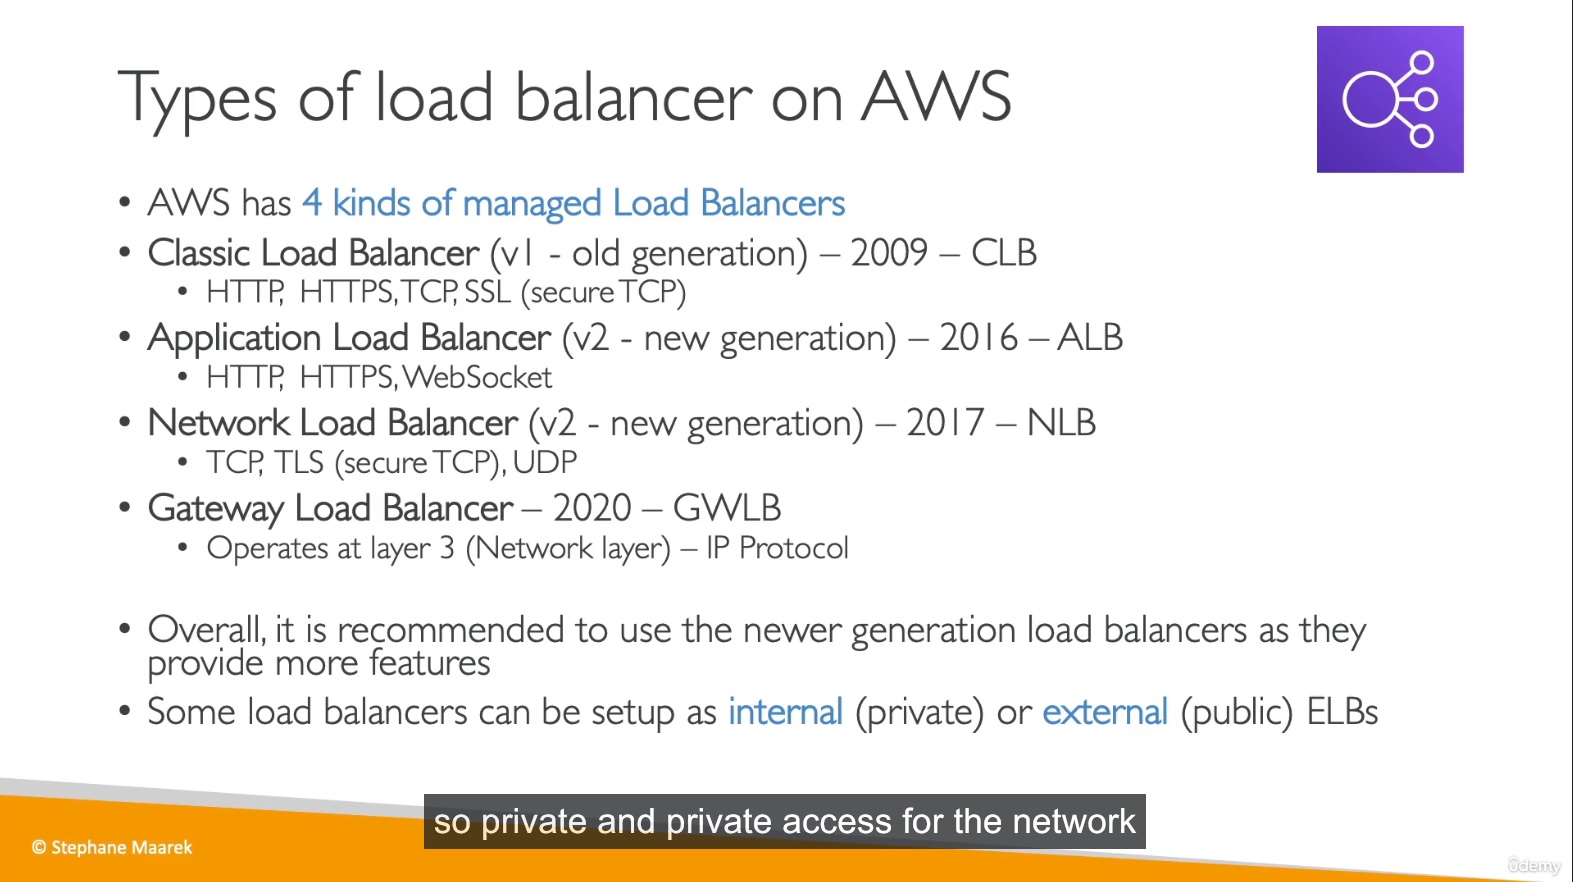 Types of load balancer on AWS
• AWS has 4 kinds of managed Load Balancers
• Classic Load Balancer (v1 - old generation) – 2009 – CLB
• HTTP, HTTPS, TCP, SSL (secure TCP)
• Application Load Balancer (v2 - new generation) – 2016 – ALB
• HTTP, HTTPS, WebSocket
• Network Load Balancer (v2 - new generation) – 2017 – NLB
• TCP, TLS (secure TCP), UDP
• Gateway Load Balancer – 2020 – GWLB
• Operates at layer 3 (Network layer) – IP Protocol
• Overall, it is recommended to use the newer generation load balancers as they
provide more features
• Some load balancers can be setup as internal (private) or external (public) ELBs
so private and private access for the network
© Stephane Maarek
ûdemy